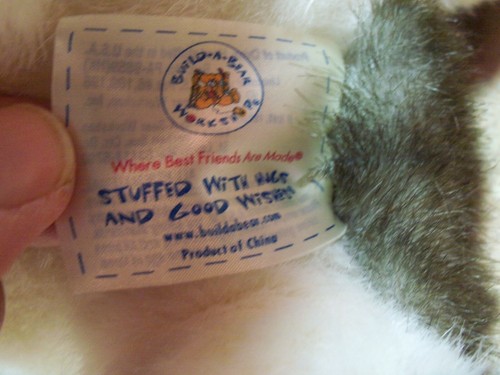 BUILD-A-BEAR
WORKSHOP®
Where Best Friends Are Made®
STUFFED WITH HUGS
AND GOOD WISHES
www.buildabear.com
Product of China